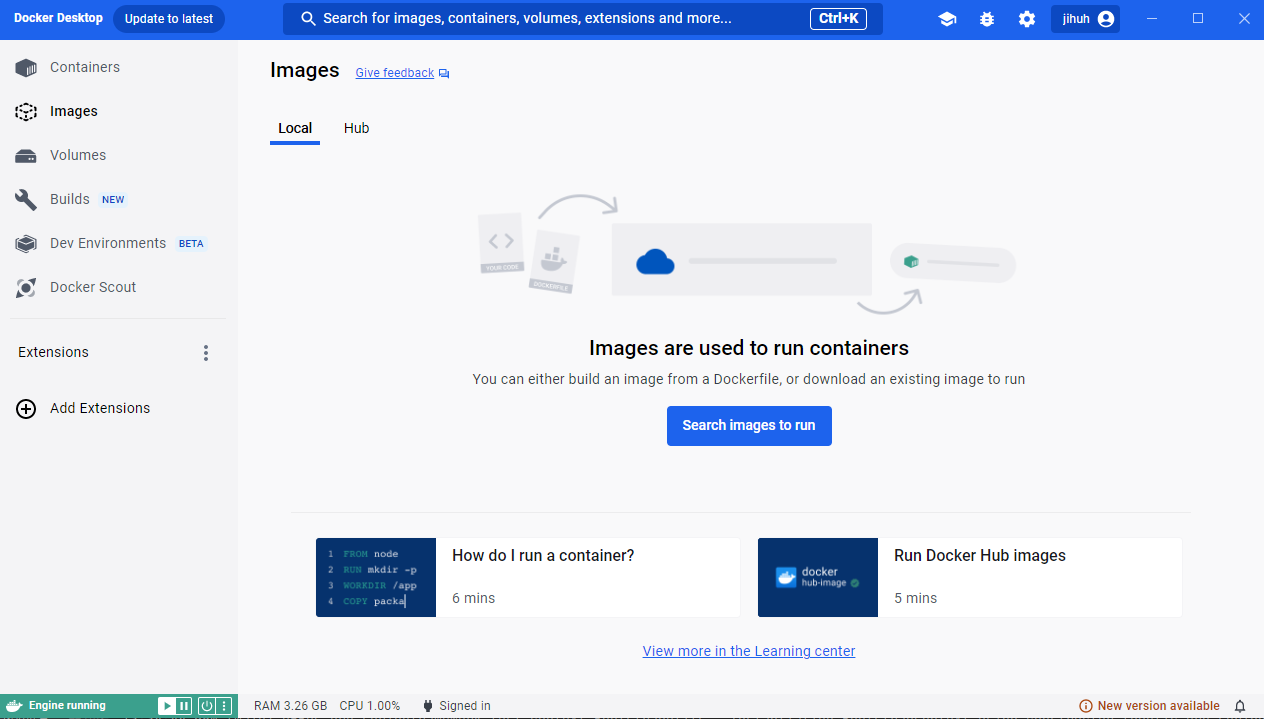 Docker Desktop Update to latest Search for images, containers, volumes, extensions and more... Ctrl+K jihuh
Containers
Images
Volumes
Builds NEW
Dev Environments BETA
Docker Scout
Extensions
Add Extensions
Images Give feedback
Local Hub
YOUR CODE
DOCKERFILE
Images are used to run containers
You can either build an image from a Dockerfile, or download an existing image to run
Search images to run
1 FROM node
2 RUN mkdir -p
3 WORKDIR /app
4 COPY packa
How do I run a container?
6 mins
docker
hub-image
Run Docker Hub images
5 mins
View more in the Learning center
Engine running RAM 3.26 GB CPU 1.00% Signed in New version available